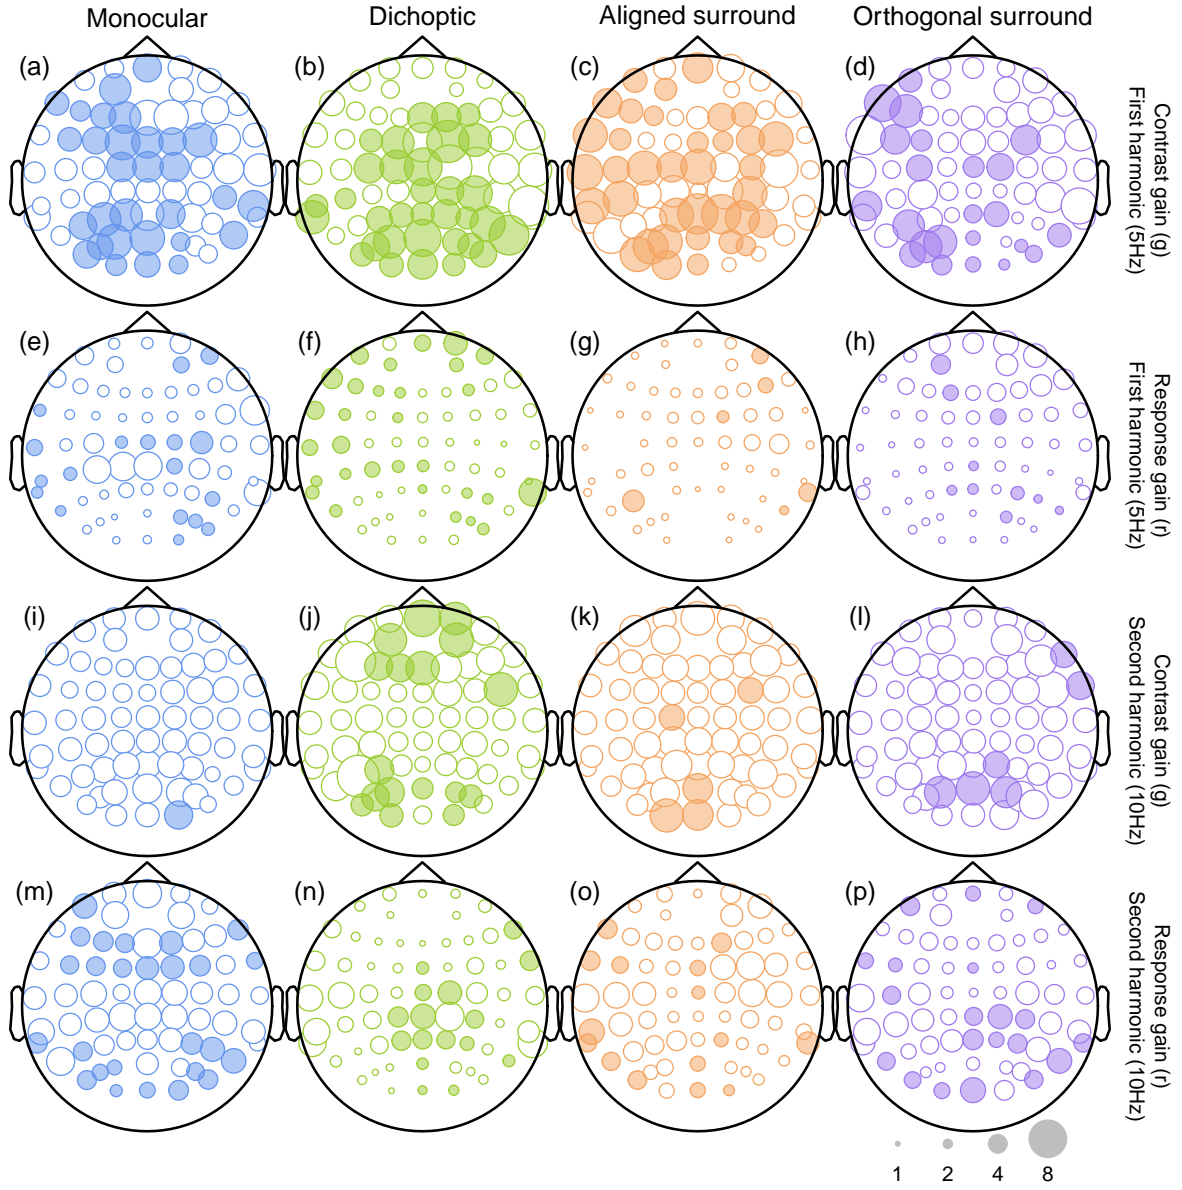 Monocular Dichoptic Aligned surround Orthogonal surround
(a) (b) (c) (d)
Contrast gain (g)
First harmonic (5Hz)
(e) (f) (g) (h)
Response gain (r)
First harmonic (5Hz)
(i) (j) (k) (l)
Contrast gain (g)
Second harmonic (10Hz)
(m) (n) (o) (p)
Response gain (r)
Second harmonic (10Hz)
1 2 4 8